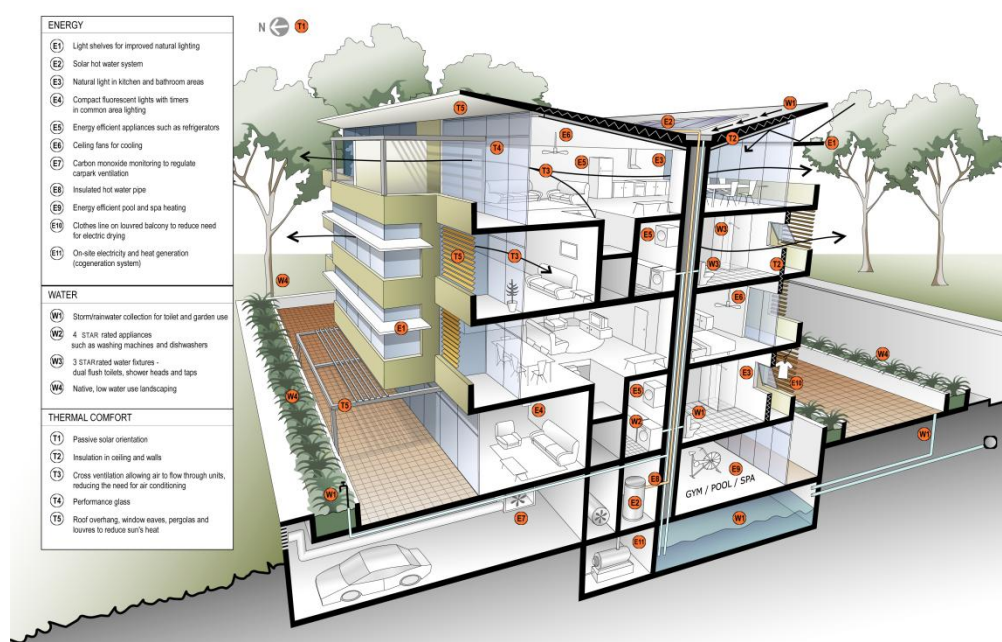 ENERGY
E1 Light shelves for improved natural lighting
E2 Solar hot water system
E3 Natural light in kitchen and bathroom areas
E4 Compact fluorescent lights with timers
in common area lighting
E5 Energy efficient appliances such as refrigerators
E6 Ceiling fans for cooling
E7 Carbon monoxide monitoring to regulate
carpark ventilation
E8 Insulated hot water pipe
E9 Energy efficient pool and spa heating
E10 Clothes line on louvred balcony to reduce need
for electric drying
E11 On-site electricity and heat generation
(cogeneration system)
WATER
W1 Storm/rainwater collection for toilet and garden use
W2 4 STAR rated appliances
such as washing machines and dishwashers
W3 3 STAR rated water fixtures -
dual flush toilets, shower heads and taps
W4 Native, low water use landscaping
THERMAL COMFORT
T1 Passive solar orientation
T2 Insulation in ceiling and walls
T3 Cross ventilation allowing air to flow through units,
reducing the need for air conditioning
T4 Performance glass
T5 Roof overhang, window eaves, pergolas and
louvres to reduce sun's heat
N T1
T5 E2 W1
E6 T2 E1
T4 E5 E3
T3
W3
E5
T5 T3 W3 T2
W4
E6
E1
W4
E3
E10
W4 E5
T5 E4 W1
W2
W1
E9
GYM / POOL / SPA
E8
W1 E2
E7 W1
E11